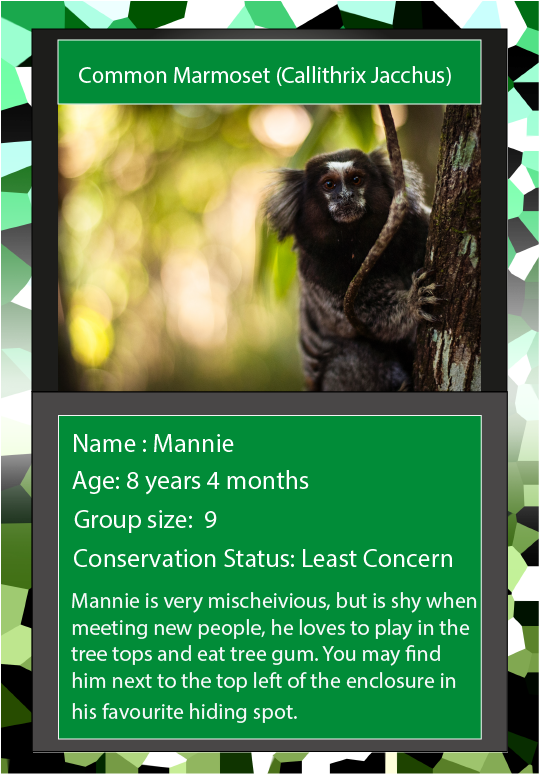 Common Marmoset (Callithrix Jacchus)
Name : Mannie
Age: 8 years 4 months
Group size:  9
Conservation Status: Least Concern
Mannie is very mischeivious, but is shy when
meeting new people, he loves to play in the
tree tops and eat tree gum. You may find
him next to the top left of the enclosure in
his favourite hiding spot.